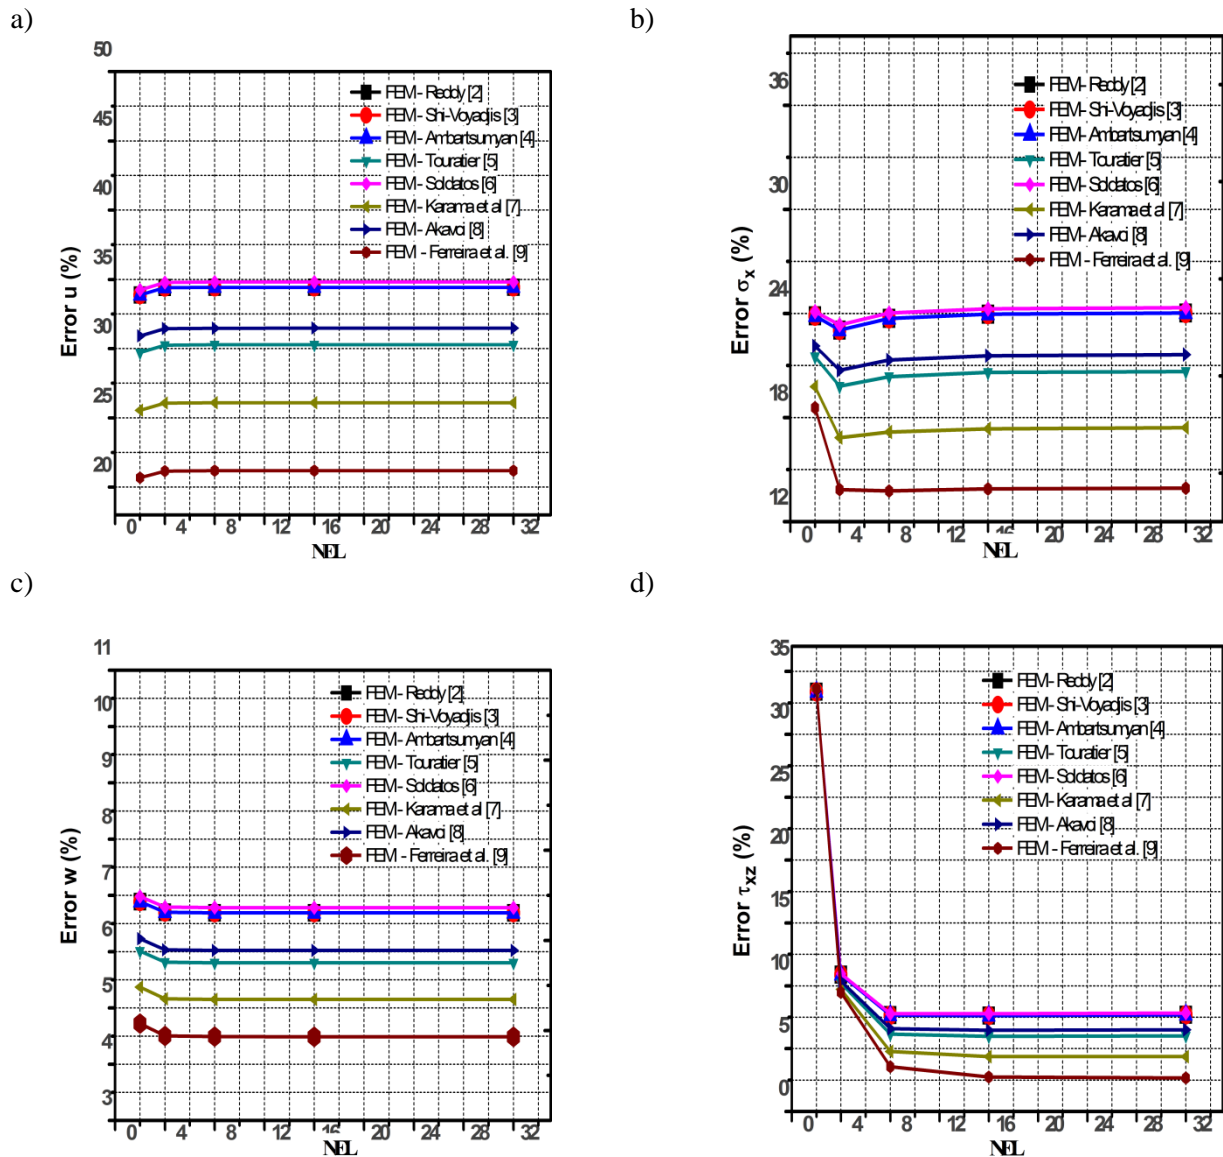 a)
50
45
40
35
30
25
20
Error u (%)
FEM - Reddy [2]
FEM - Shi-Voyadjis [3]
FEM - Ambartsumyan [4]
FEM - Touratier [5]
FEM - Soldatos [6]
FEM - Karama et al [7]
FEM - Akavci [8]
FEM - Ferreira et al. [9]
0 4 8 12 16 20 24 28 32
NEL
b)
36
30
24
18
12
Error σx (%)
FEM - Reddy [2]
FEM - Shi-Voyadjis [3]
FEM - Ambartsumyan [4]
FEM - Touratier [5]
FEM - Soldatos [6]
FEM - Karama et al [7]
FEM - Akavci [8]
FEM - Ferreira et al. [9]
0 4 8 12 16 20 24 28 32
NEL
c)
11
10
9
8
7
6
5
4
3
Error w (%)
FEM - Reddy [2]
FEM - Shi-Voyadjis [3]
FEM - Ambartsumyan [4]
FEM - Touratier [5]
FEM - Soldatos [6]
FEM - Karama et al [7]
FEM - Akavci [8]
FEM - Ferreira et al. [9]
0 4 8 12 16 20 24 28 32
NEL
d)
35
30
25
20
15
10
5
0
Error τxz (%)
FEM - Reddy [2]
FEM - Shi-Voyadjis [3]
FEM - Ambartsumyan [4]
FEM - Touratier [5]
FEM - Soldatos [6]
FEM - Karama et al [7]
FEM - Akavci [8]
FEM - Ferreira et al. [9]
0 4 8 12 16 20 24 28 32
NEL